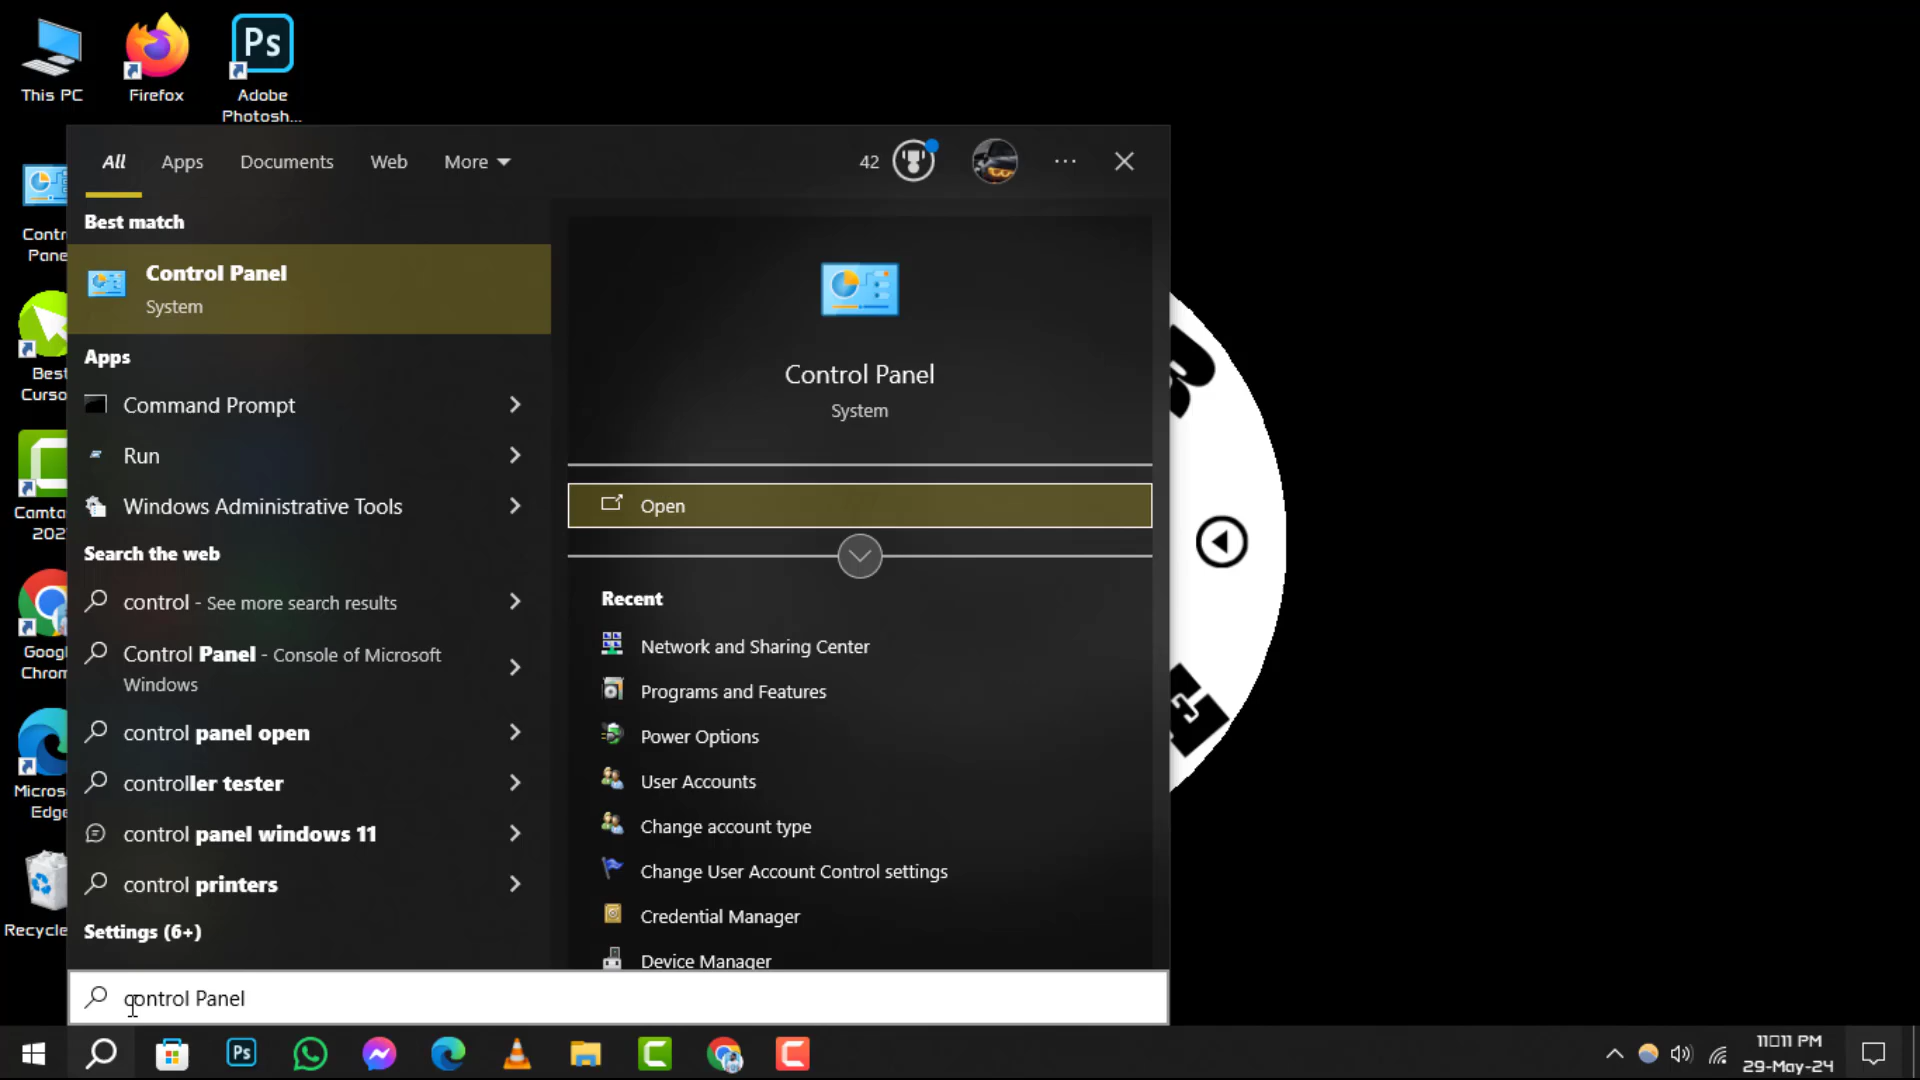 This PC
Firefox
Adobe
Photosh...
Ps
Contr
Pane
Best
Curso
Camta
202
Googl
Chrom
Micros
Edge
Recycle
All
Apps
Documents
Web
More
42
Best match
Control Panel
System
Apps
Command Prompt
Run
Windows Administrative Tools
Search the web
control - See more search results
Control Panel - Console of Microsoft
Windows
control panel open
controller tester
control panel windows 11
control printers
Settings (6+)
Control Panel
System
Open
Recent
Network and Sharing Center
Programs and Features
Power Options
User Accounts
Change account type
Change User Account Control settings
Credential Manager
Device Manager
control Panel
Ps
11▯11 PM
29-May-24